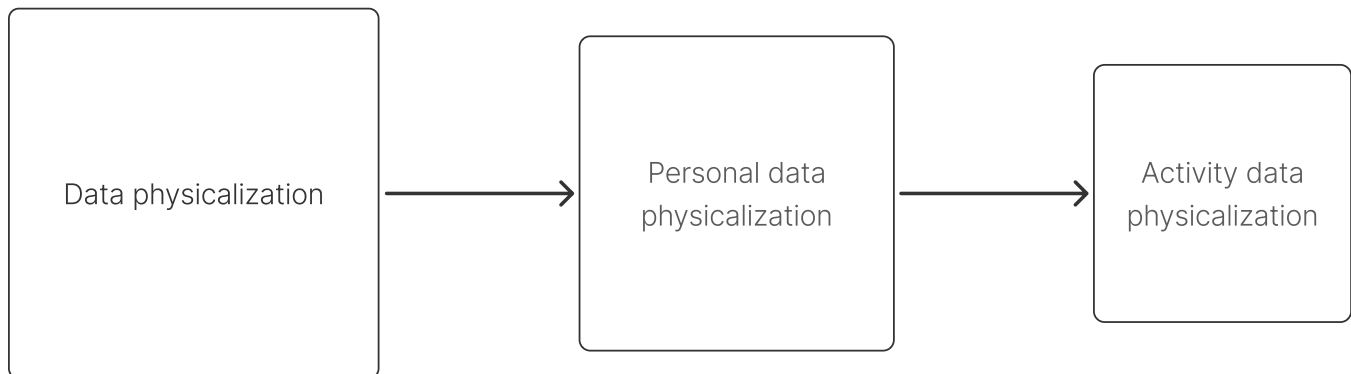 Data physicalization
Personal data
physicalization
Activity data
physicalization